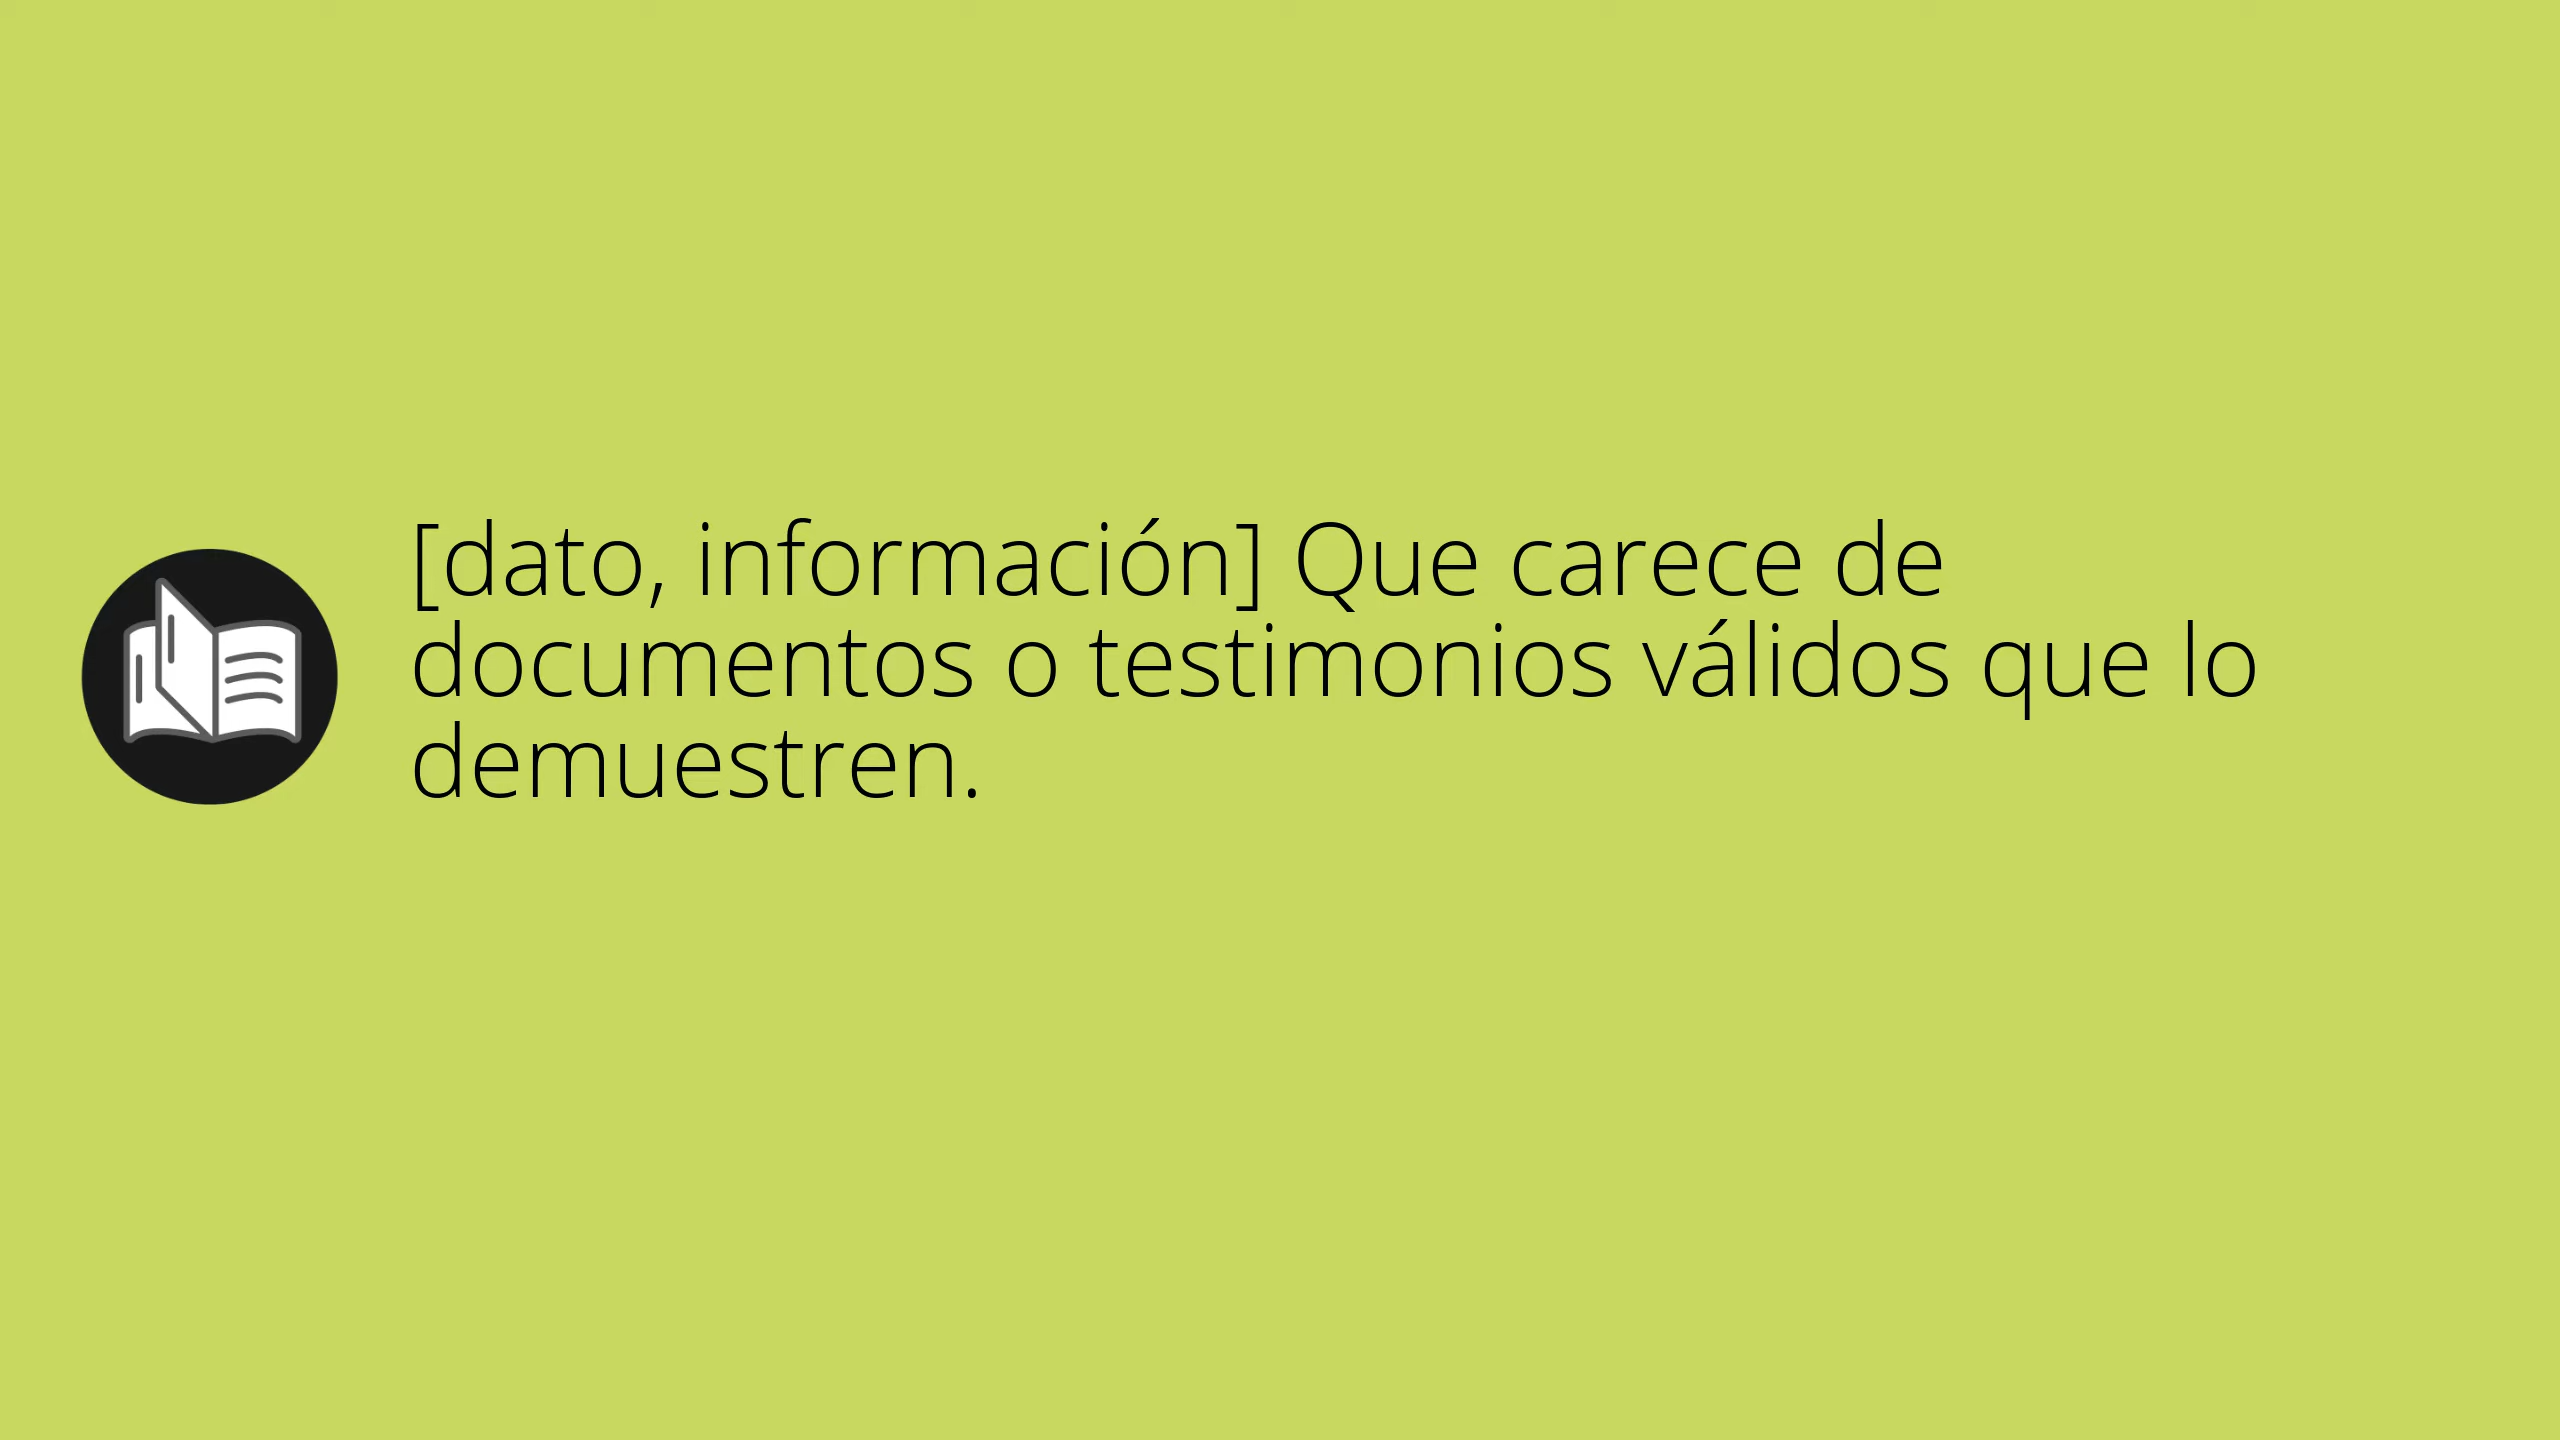 [dato, información] Que carece de
documentos o testimonios válidos que lo
demuestren.